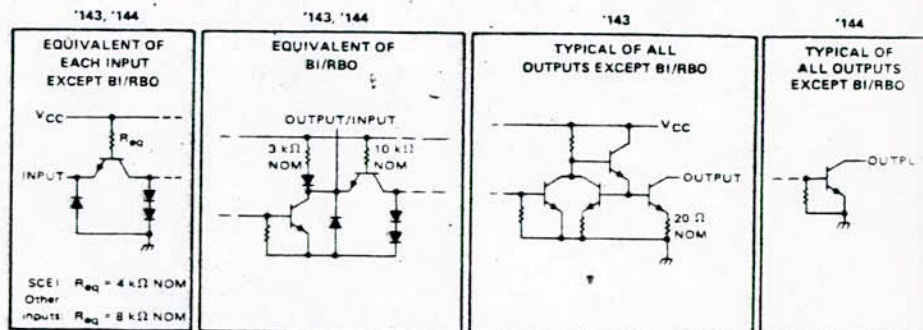 '143, '144
EQUIVALENT OF
EACH INPUT
EXCEPT BI/RBO
VCC
Req
INPUT
SCEI Req = 4 kΩ NOM
Other
inputs: Req = 8 kΩ NOM
'143, '144
EQUIVALENT OF
BI/RBO
OUTPUT/INPUT
3 kΩ
NOM
10 kΩ
NOM
'143
TYPICAL OF ALL
OUTPUTS EXCEPT BI/RBO
VCC
OUTPUT
20 Ω
NOM
'144
TYPICAL OF
ALL OUTPUTS
EXCEPT BI/RBO
OUTPU